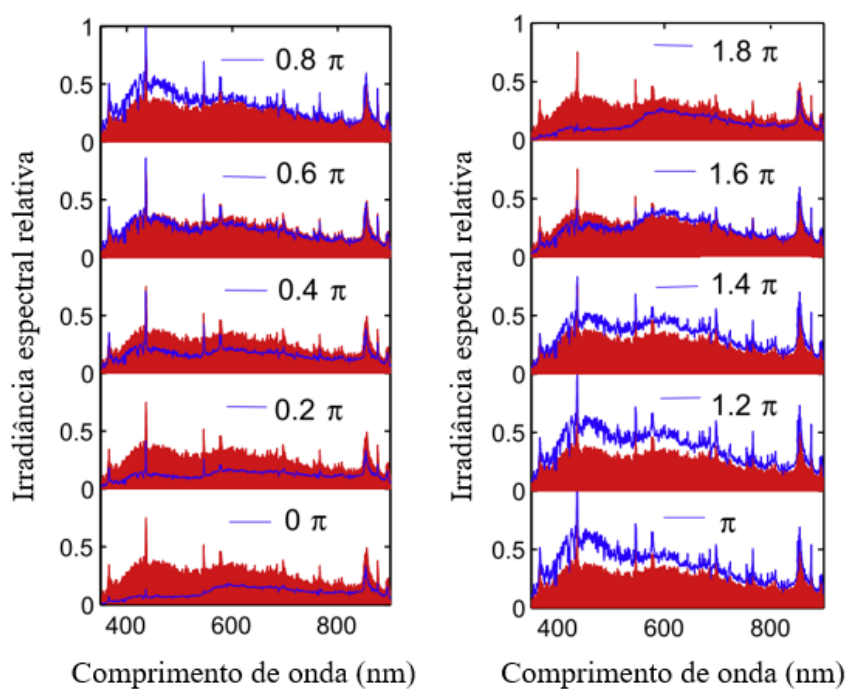 Irradiância espectral relativa
1
0.5
0
0.8 π
0.5
0
0.6 π
0.5
0
0.4 π
0.5
0
0.2 π
0.5
0
0 π
400 600 800
Comprimento de onda (nm)
Irradiância espectral relativa
1
0.5
0
1.8 π
0.5
0
1.6 π
0.5
0
1.4 π
0.5
0
1.2 π
0.5
0
π
400 600 800
Comprimento de onda (nm)